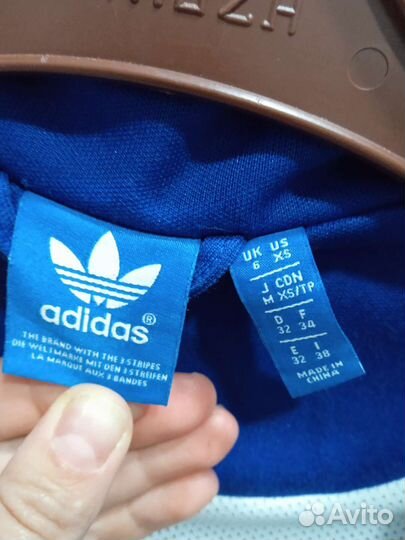 adidas®
THE BRAND WITH THE 3 STRIPES
DIE WELTMARKE MIT DEN 3 STREIFEN
LA MARQUE AUX 3 BANDES
UK US
6 XS
J CDN
M XS/TP
D F
32 34
E I
32 38
MADE IN
CHINA
Avito